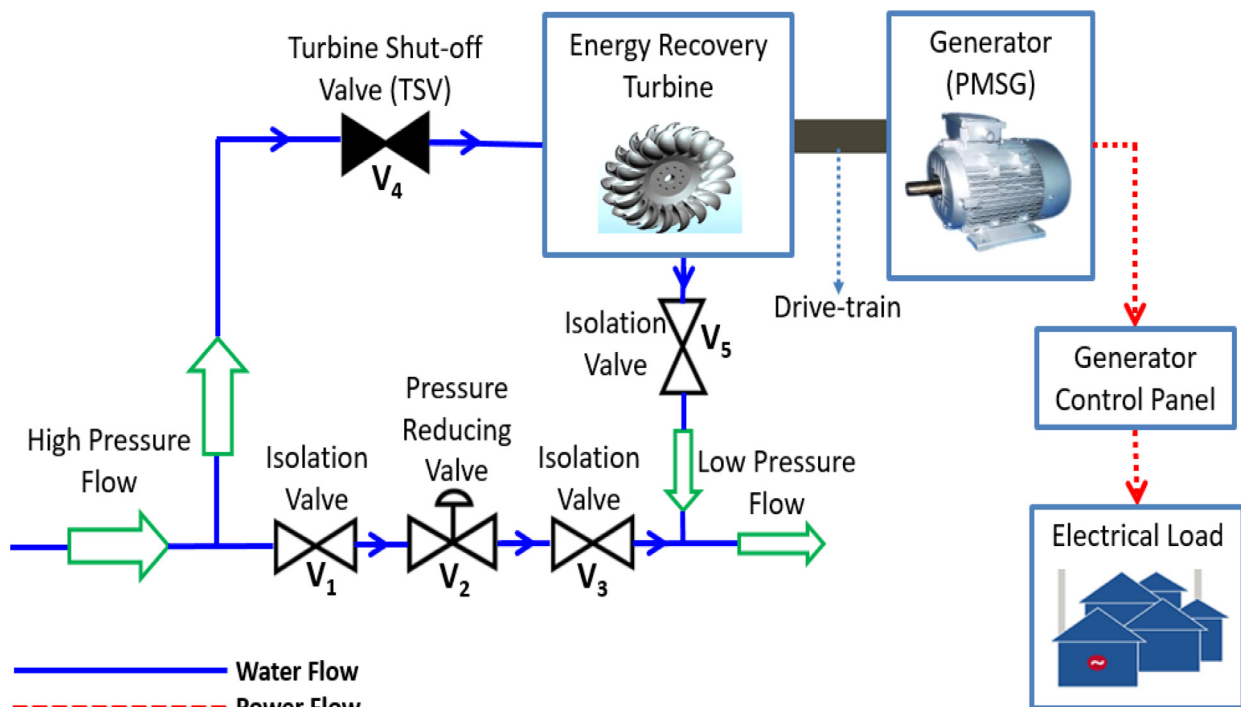 Turbine Shut-off
Valve (TSV)
V4
Energy Recovery
Turbine
Generator
(PMSG)
Drive-train
Isolation
Valve
V5
Generator
Control Panel
High Pressure
Flow
Isolation
Valve
V1
Pressure
Reducing
Valve
V2
Isolation
Valve
V3
Low Pressure
Flow
Electrical Load
~
Water Flow
Power Flow